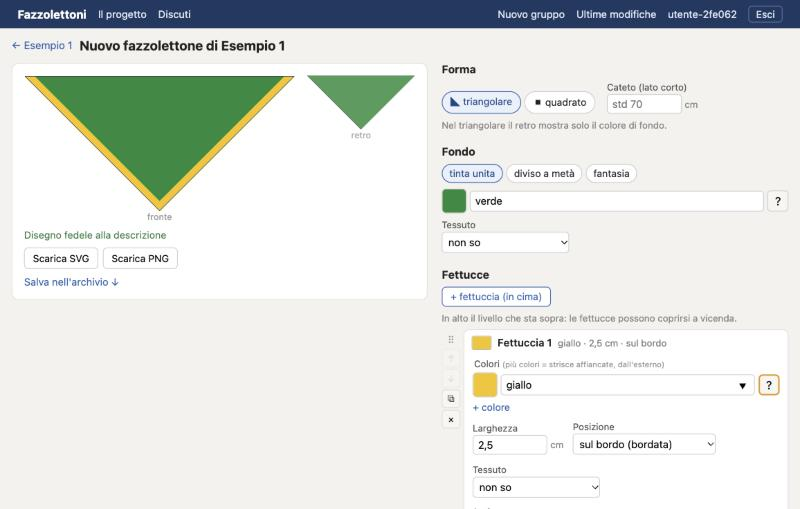 Fazzolettoni Il progetto Discuti Nuovo gruppo Ultime modifiche utente-2fe062 Esci
← Esempio 1 Nuovo fazzolettone di Esempio 1
fronte
retro
Disegno fedele alla descrizione
Scarica SVG Scarica PNG
Salva nell'archivio ↓
Forma
triangolare quadrato
Cateto (lato corto)
std 70 cm
Nel triangolare il retro mostra solo il colore di fondo.
Fondo
tinta unita diviso a metà fantasia
verde ?
Tessuto
non so
Fettucce
+ fettuccia (in cima)
In alto il livello che sta sopra: le fettucce possono coprirsi a vicenda.
Fettuccia 1 giallo · 2,5 cm · sul bordo
Colori (più colori = strisce affiancate, dall'esterno)
giallo ?
+ colore
Larghezza
2,5 cm
Posizione
sul bordo (bordata)
Tessuto
non so